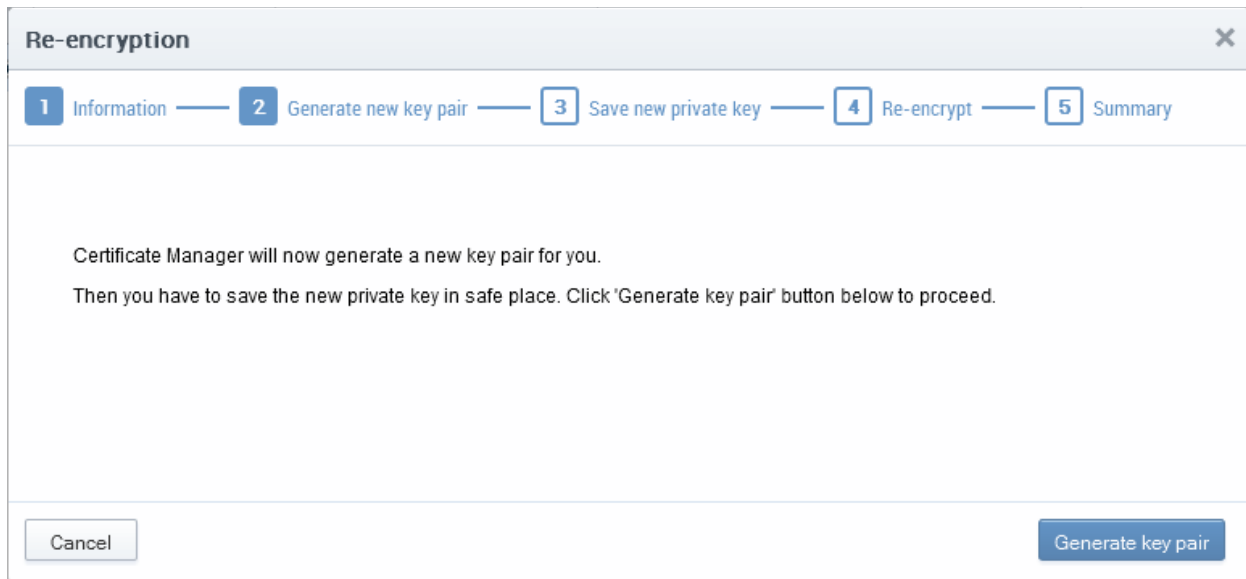 Re-encryption
1 Information 2 Generate new key pair 3 Save new private key 4 Re-encrypt 5 Summary
Certificate Manager will now generate a new key pair for you.
Then you have to save the new private key in safe place. Click 'Generate key pair' button below to proceed.
Cancel Generate key pair